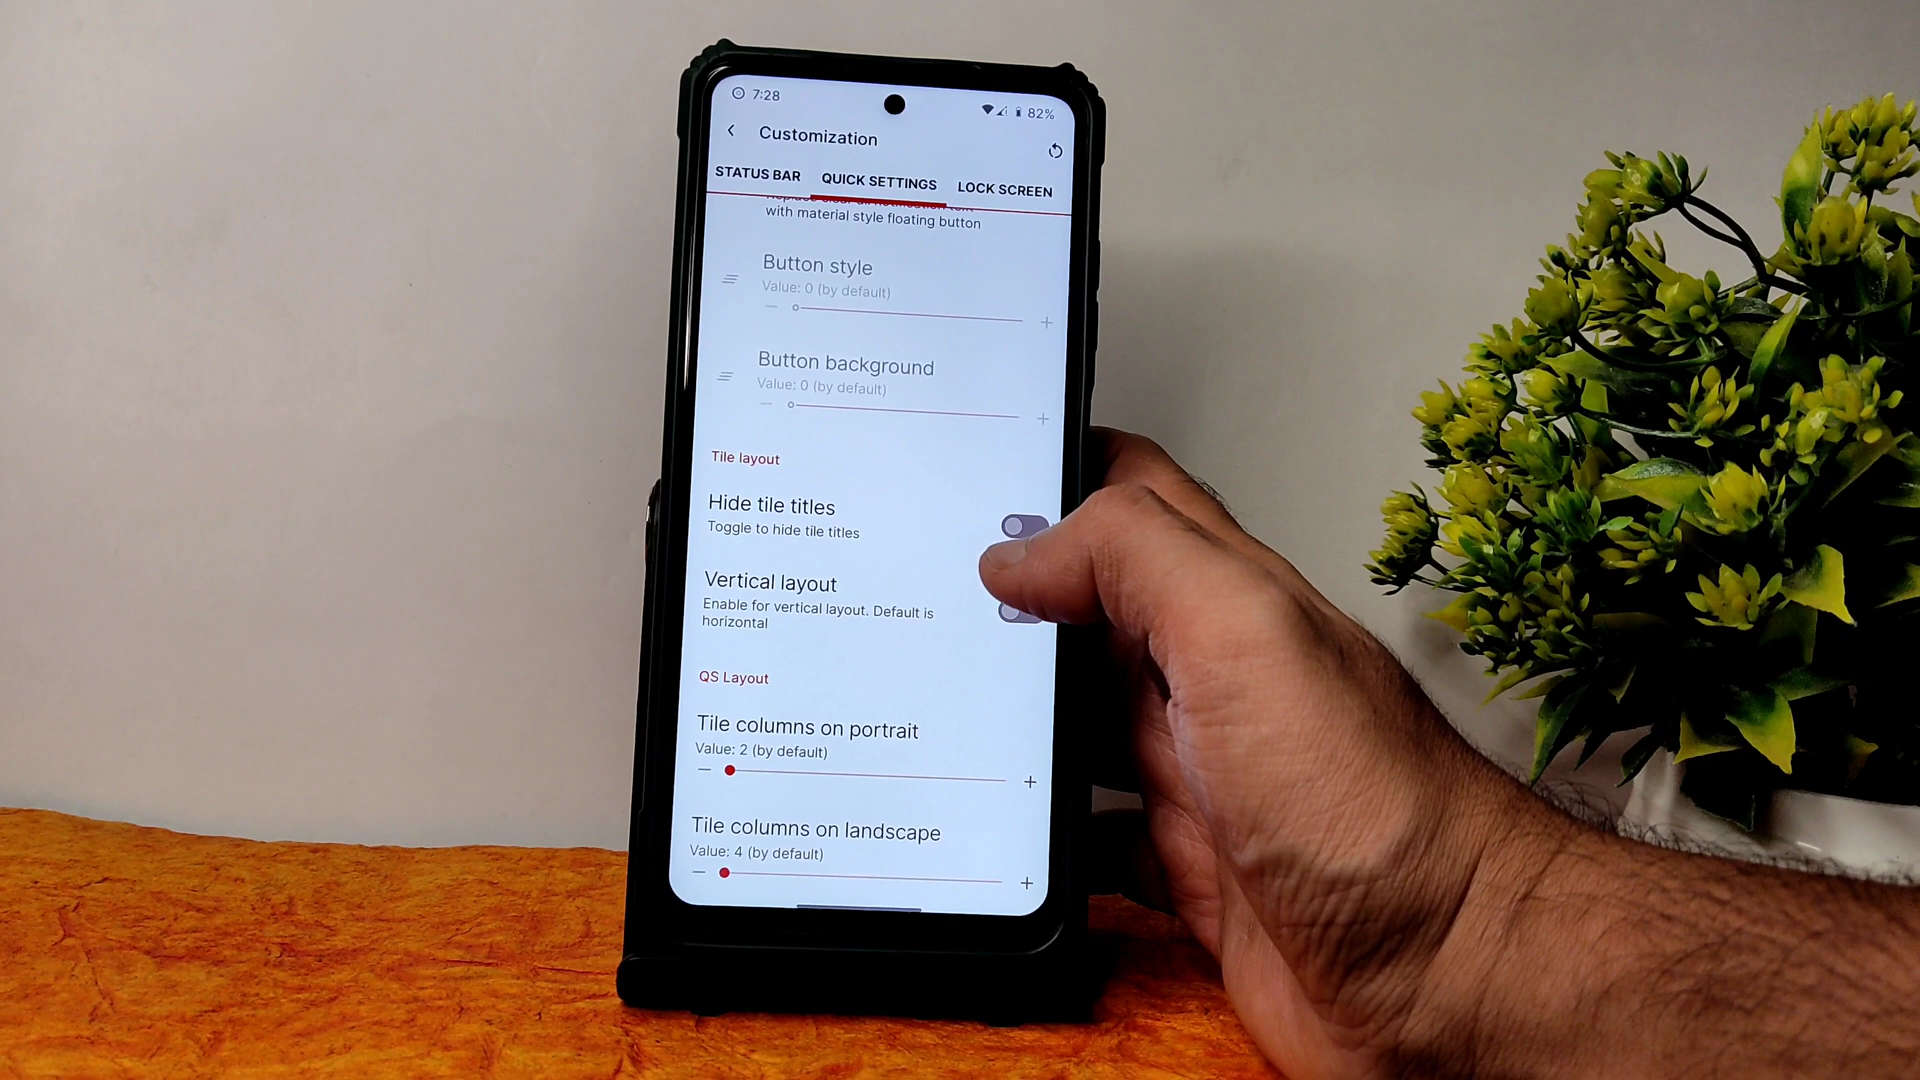 7:28
82%
Customization
STATUS BAR QUICK SETTINGS LOCK SCREEN
with material style floating button
Button style
Value: 0 (by default)
Button background
Value: 0 (by default)
Tile layout
Hide tile titles
Toggle to hide tile titles
Vertical layout
Enable for vertical layout. Default is
horizontal
QS Layout
Tile columns on portrait
Value: 2 (by default)
Tile columns on landscape
Value: 4 (by default)